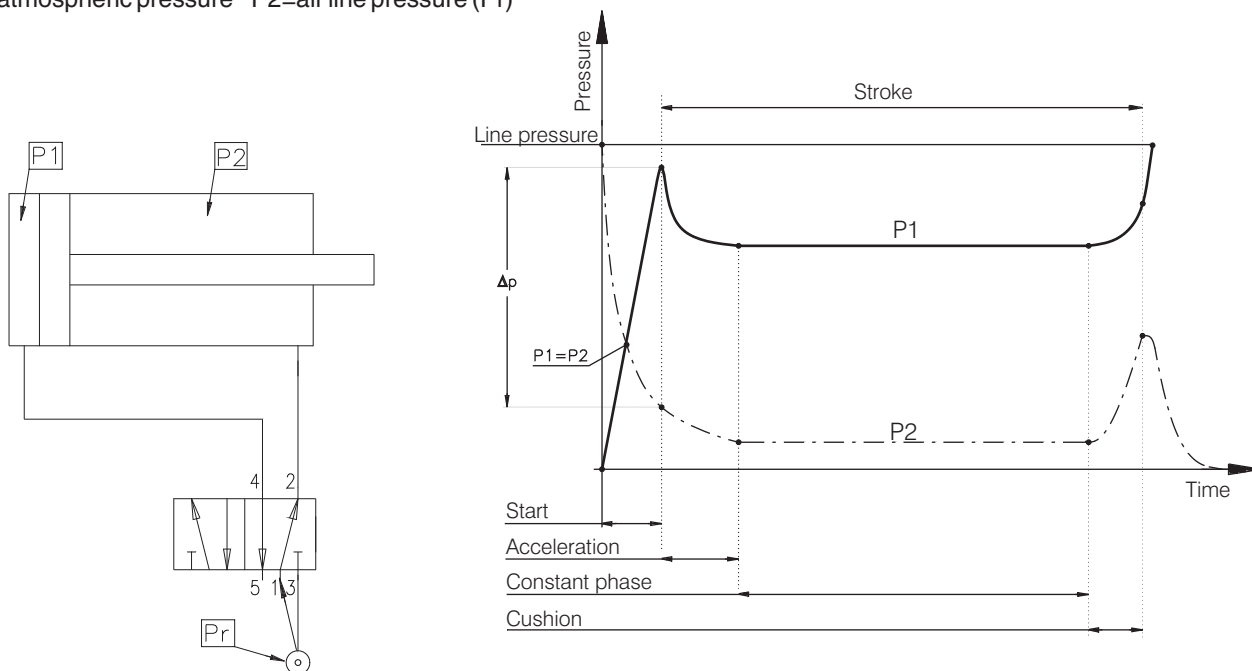 atmospheric pressure P2=air line pressure (P1)
Pressure
Stroke
Line pressure
P1
P2
P1
Δp
P1=P2
P2
Time
4 2
5 1 3
Pr
Start
Acceleration
Constant phase
Cushion